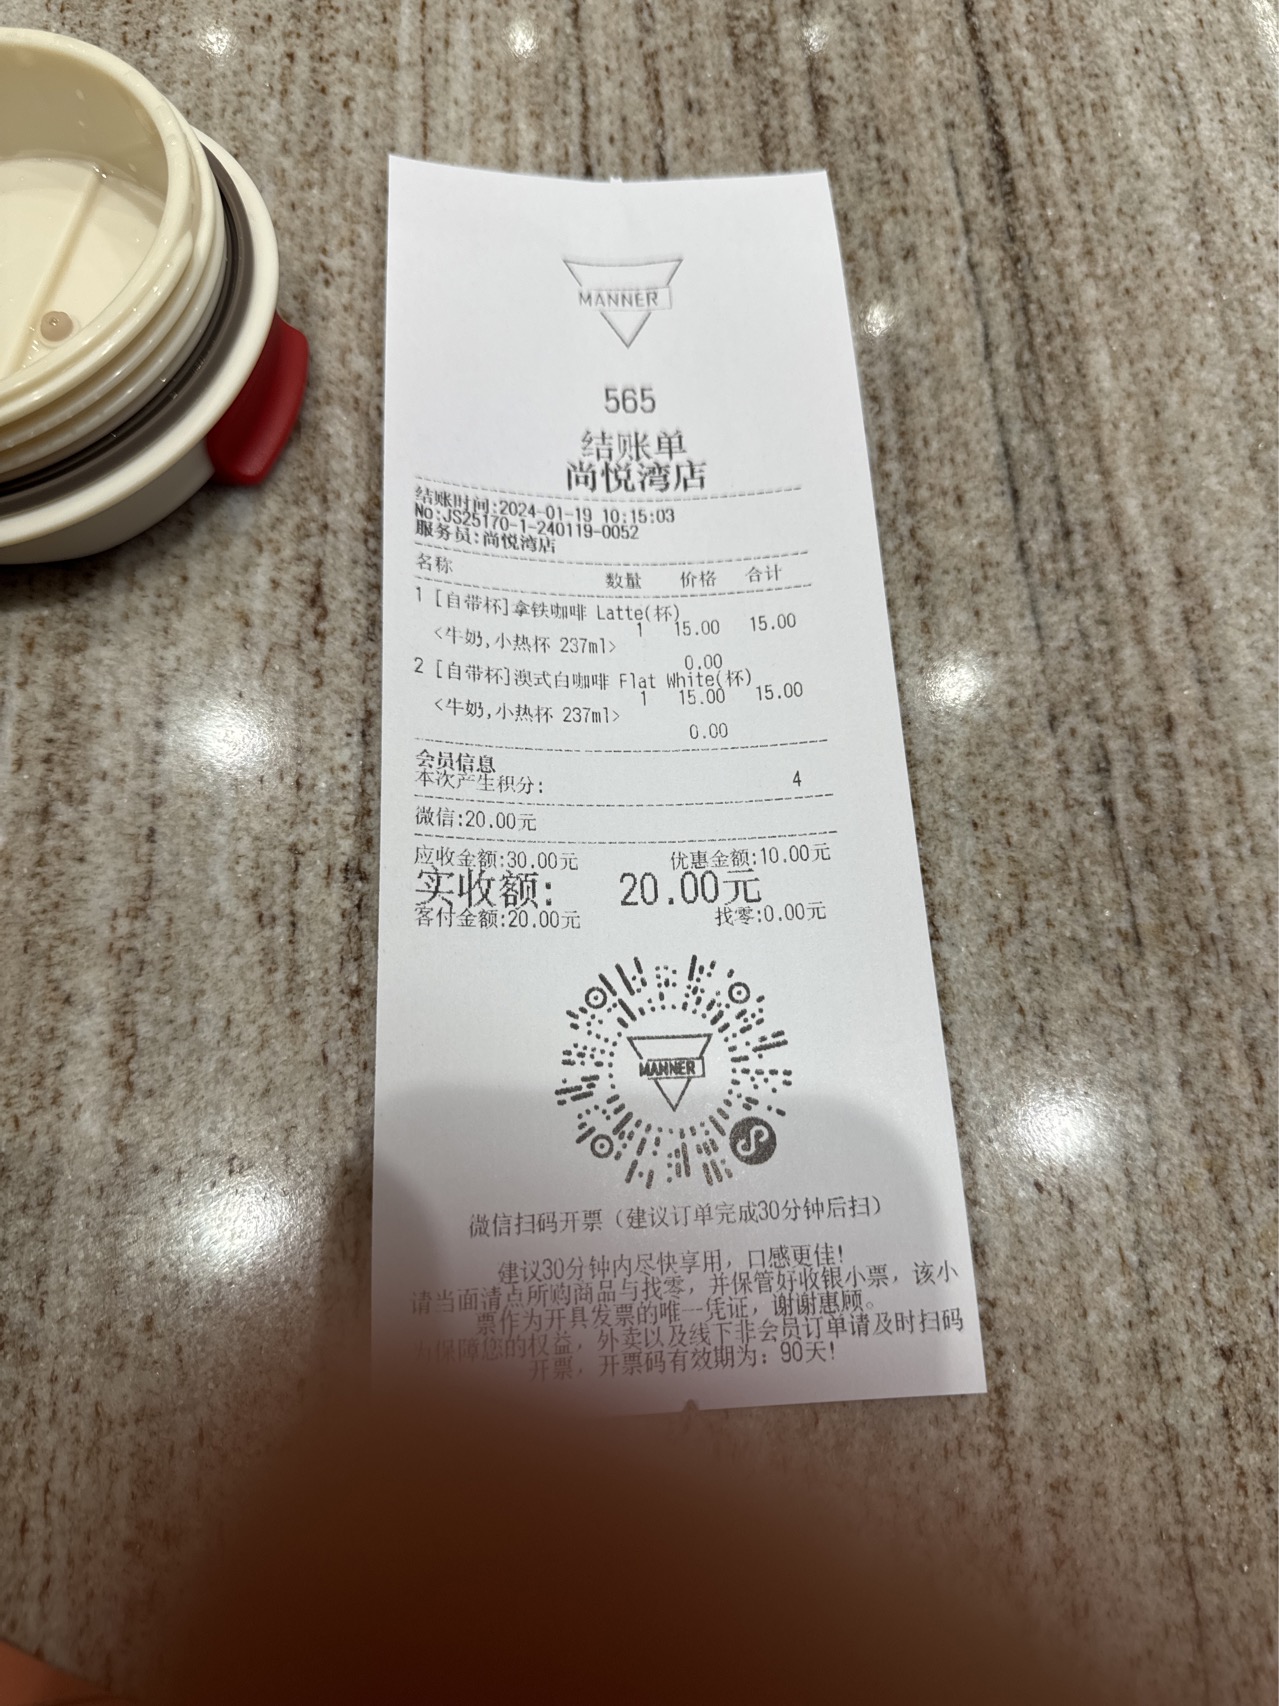 MANNER
565
结账单
尚悦湾店
结账时间:2024-01-19 10:15:03
No:JS25170-1-240119-0052
服务员:尚悦湾店
名称 数量 价格 合计
1 [自带杯]拿铁咖啡 Latte(杯)
1 15.00 15.00
<牛奶,小热杯 237ml>
0.00
2 [自带杯]澳式白咖啡 Flat White(杯)
1 15.00 15.00
<牛奶,小热杯 237ml>
0.00
会员信息
本次产生积分: 4
微信:20.00元
应收金额:30.00元 优惠金额:10.00元
实收额: 20.00元
客付金额:20.00元 找零:0.00元
MANNER
微信扫码开票（建议订单完成30分钟后扫）
建议30分钟内尽快享用，口感更佳!
请当面清点所购商品与找零，并保管好收银小票，该小
票作为开具发票的唯一凭证，谢谢惠顾。
为保障您的权益，外卖以及线下非会员订单请及时扫码
开票，开票码有效期为：90天!